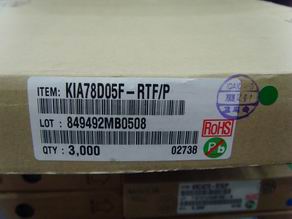 ITEM: KIA78D05F-RTF/P
LOT : 849492MB0508
RoHS
Pb
QTY : 3,000
02738